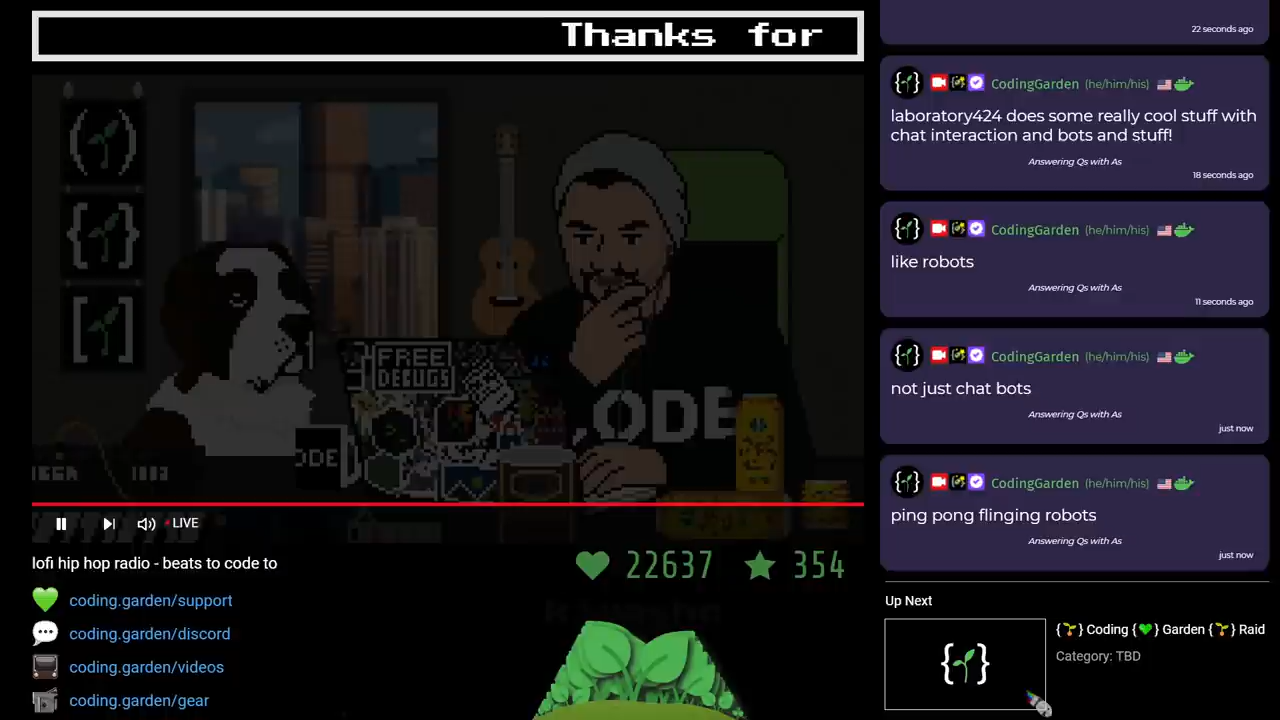 Thanks for
FREE
DEBUGS
CODE
ODE
LIVE
lofi hip hop radio - beats to code to
22637
354
coding.garden/support
coding.garden/discord
coding.garden/videos
coding.garden/gear
22 seconds ago
CodingGarden (he/him/his)
laboratory424 does some really cool stuff with
chat interaction and bots and stuff!
Answering Qs with As
18 seconds ago
CodingGarden (he/him/his)
like robots
Answering Qs with As
11 seconds ago
CodingGarden (he/him/his)
not just chat bots
Answering Qs with As
just now
CodingGarden (he/him/his)
ping pong flinging robots
Answering Qs with As
just now
Up Next
{ } Coding { } Garden { } Raid
Category: TBD